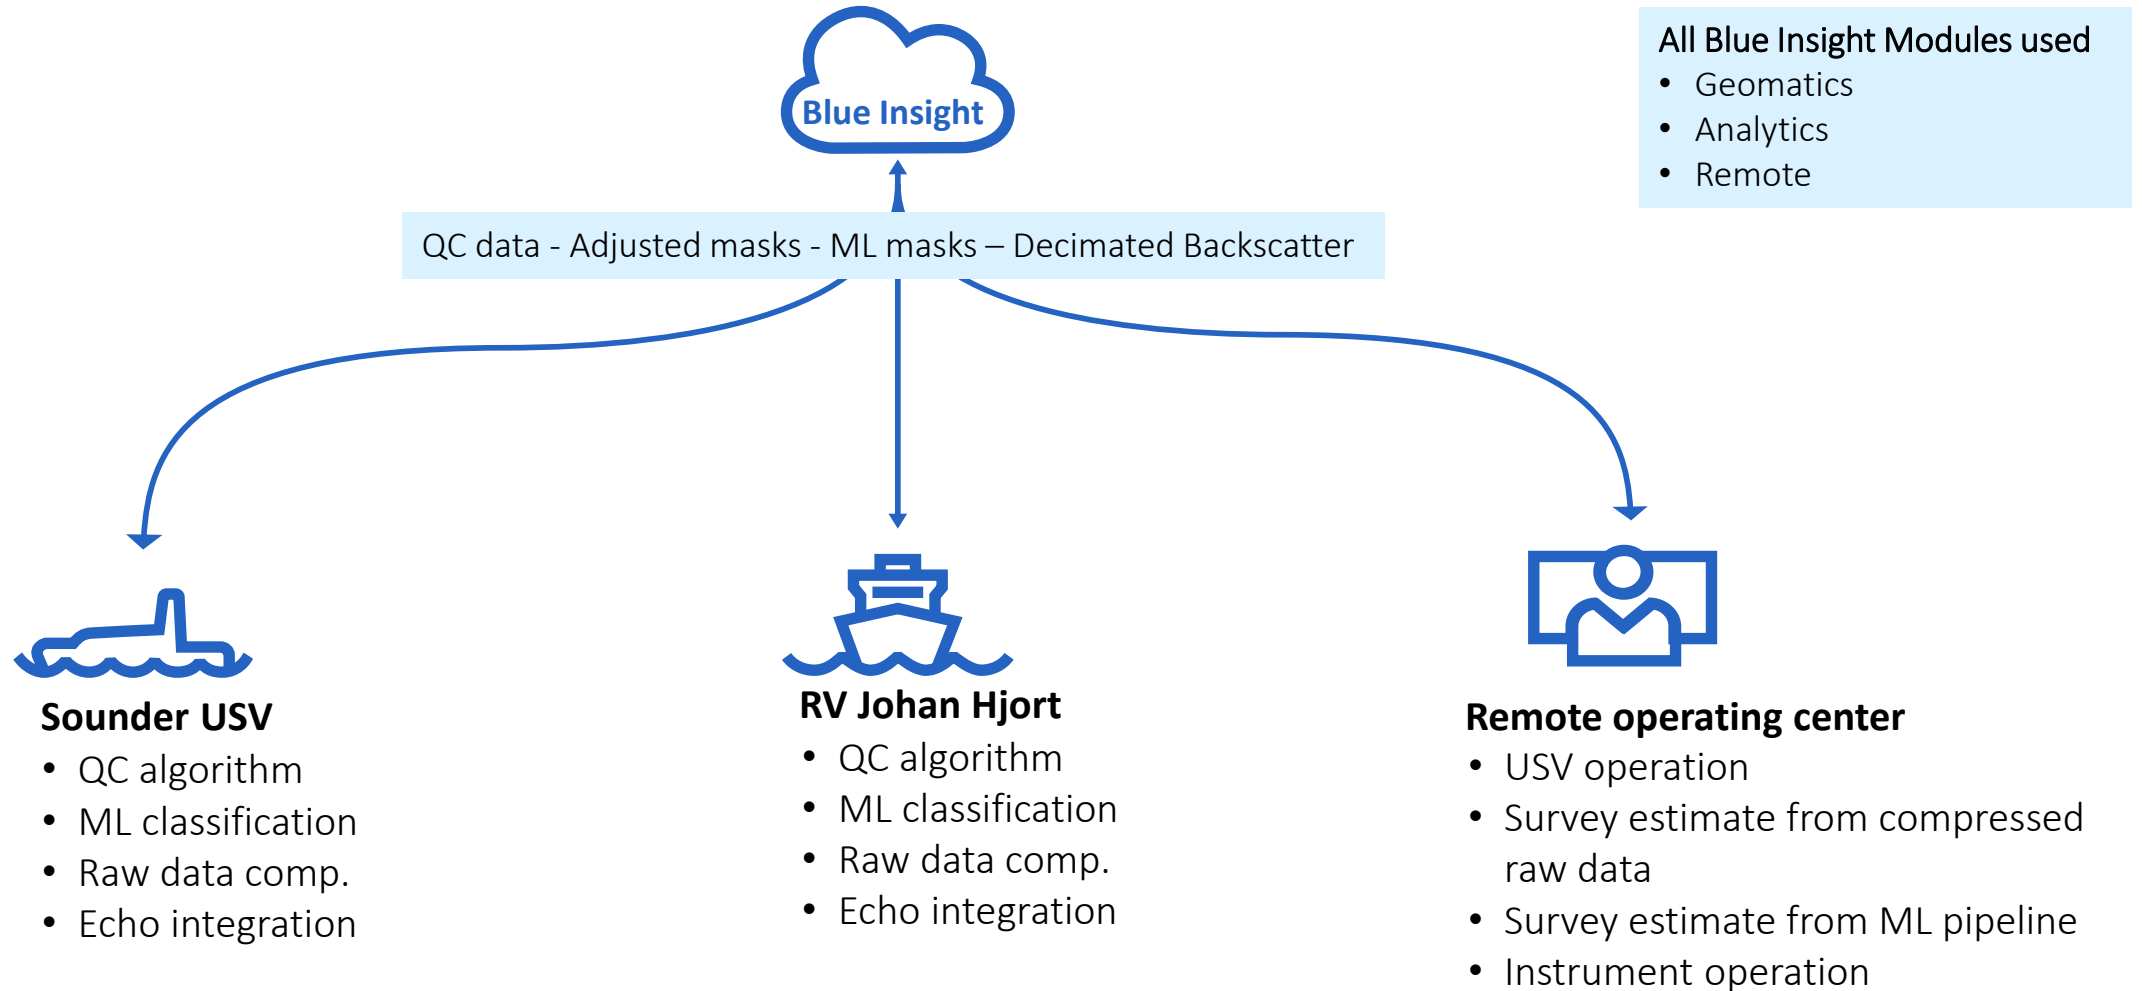 Blue Insight
All Blue Insight Modules used
• Geomatics
• Analytics
• Remote
QC data - Adjusted masks - ML masks – Decimated Backscatter
Sounder USV
• QC algorithm
• ML classification
• Raw data comp.
• Echo integration
RV Johan Hjort
• QC algorithm
• ML classification
• Raw data comp.
• Echo integration
Remote operating center
• USV operation
• Survey estimate from compressed
raw data
• Survey estimate from ML pipeline
• Instrument operation